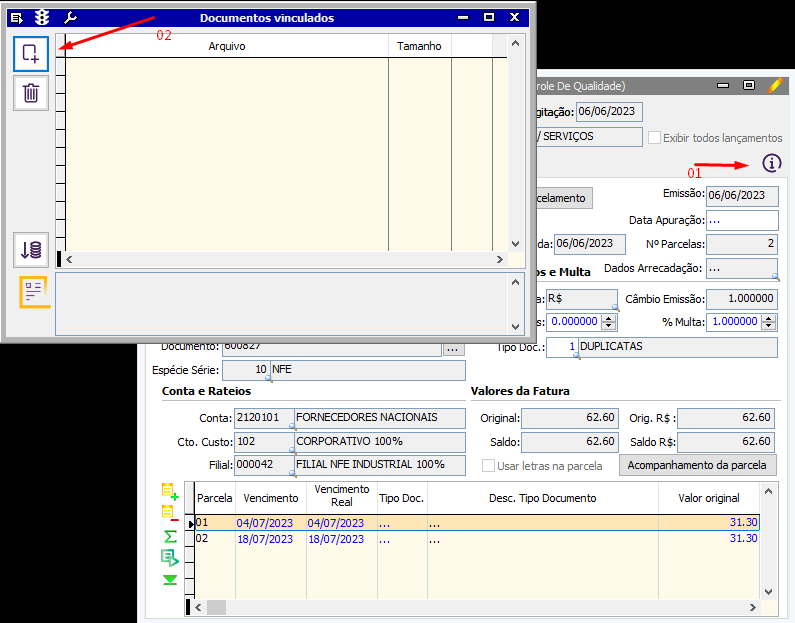 Documentos vinculados
02
Arquivo Tamanho
role De Qualidade)
gitação: 06/06/2023
/ SERVIÇOS Exibir todos lançamentos
01
celamento Emissão: 06/06/2023
Data Apuração: ...
da: 06/06/2023 Nº Parcelas: 2
s e Multa Dados Arrecadação: ...
a: R$ Câmbio Emissão: 1.000000
s: 0.000000 % Multa: 1.000000
Documento: 600827 ... Tipo Doc.: 1 DUPLICATAS
Espécie Série: 10 NFE
Conta e Rateios Valores da Fatura
Conta: 2120101 FORNECEDORES NACIONAIS Original: 62.60 Orig. R$ : 62.60
Cto. Custo: 102 CORPORATIVO 100% Saldo: 62.60 Saldo R$: 62.60
Filial: 000042 FILIAL NFE INDUSTRIAL 100% Usar letras na parcela Acompanhamento da parcela
Parcela Vencimento Vencimento Real Tipo Doc. Desc. Tipo Documento Valor original
01 04/07/2023 04/07/2023 ... ... 31.30
02 18/07/2023 18/07/2023 ... ... 31.30